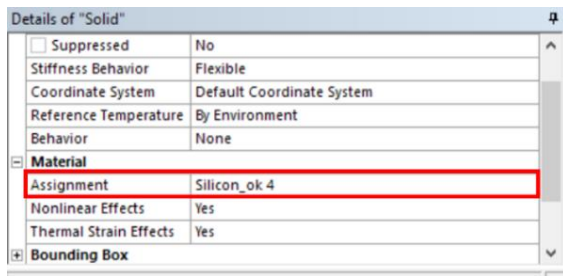 Details of "Solid"
Suppressed No
Stiffness Behavior Flexible
Coordinate System Default Coordinate System
Reference Temperature By Environment
Behavior None
Material
Assignment Silicon_ok 4
Nonlinear Effects Yes
Thermal Strain Effects Yes
Bounding Box